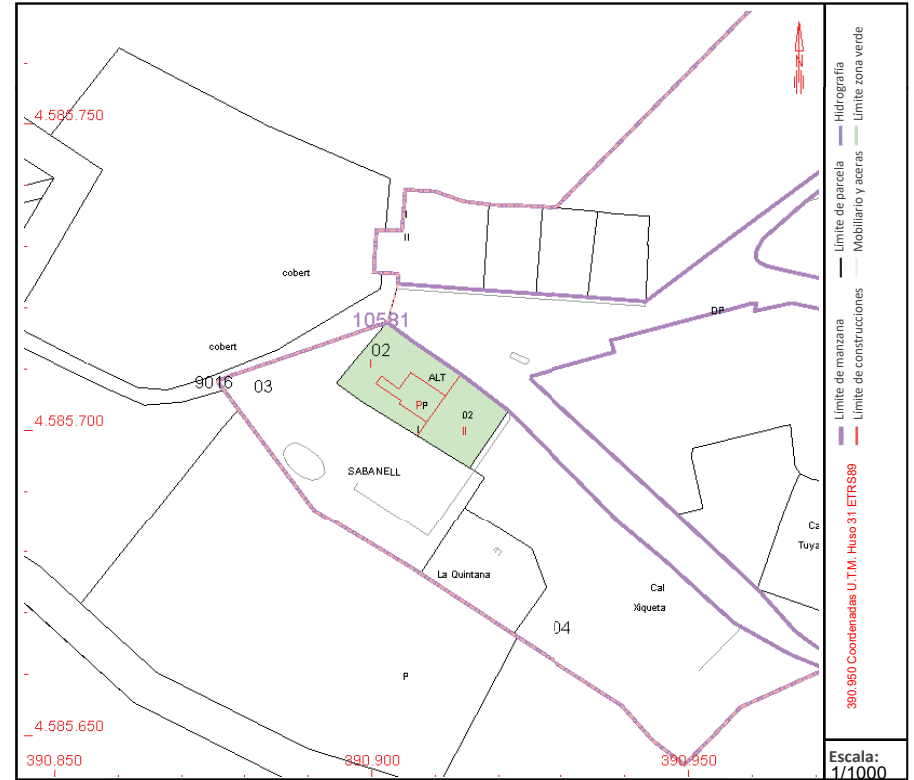 4.585.750
I
II
cobert
10581
DP
cobert
02
I
ALT
9016
03
PP
02
4.585.700
I
II
SABANELL
La Quintana
Cal
Xiqueta
04
Ca
Tuya
P
4.585.650
390.850
390.900
390.950
N
Límite de manzana
Límite de parcela
Hidrografía
Límite de construcciones
Mobiliario y aceras
Límite zona verde
390.950 Coordenadas U.T.M. Huso 31 ETRS89
Escala:
1/1000